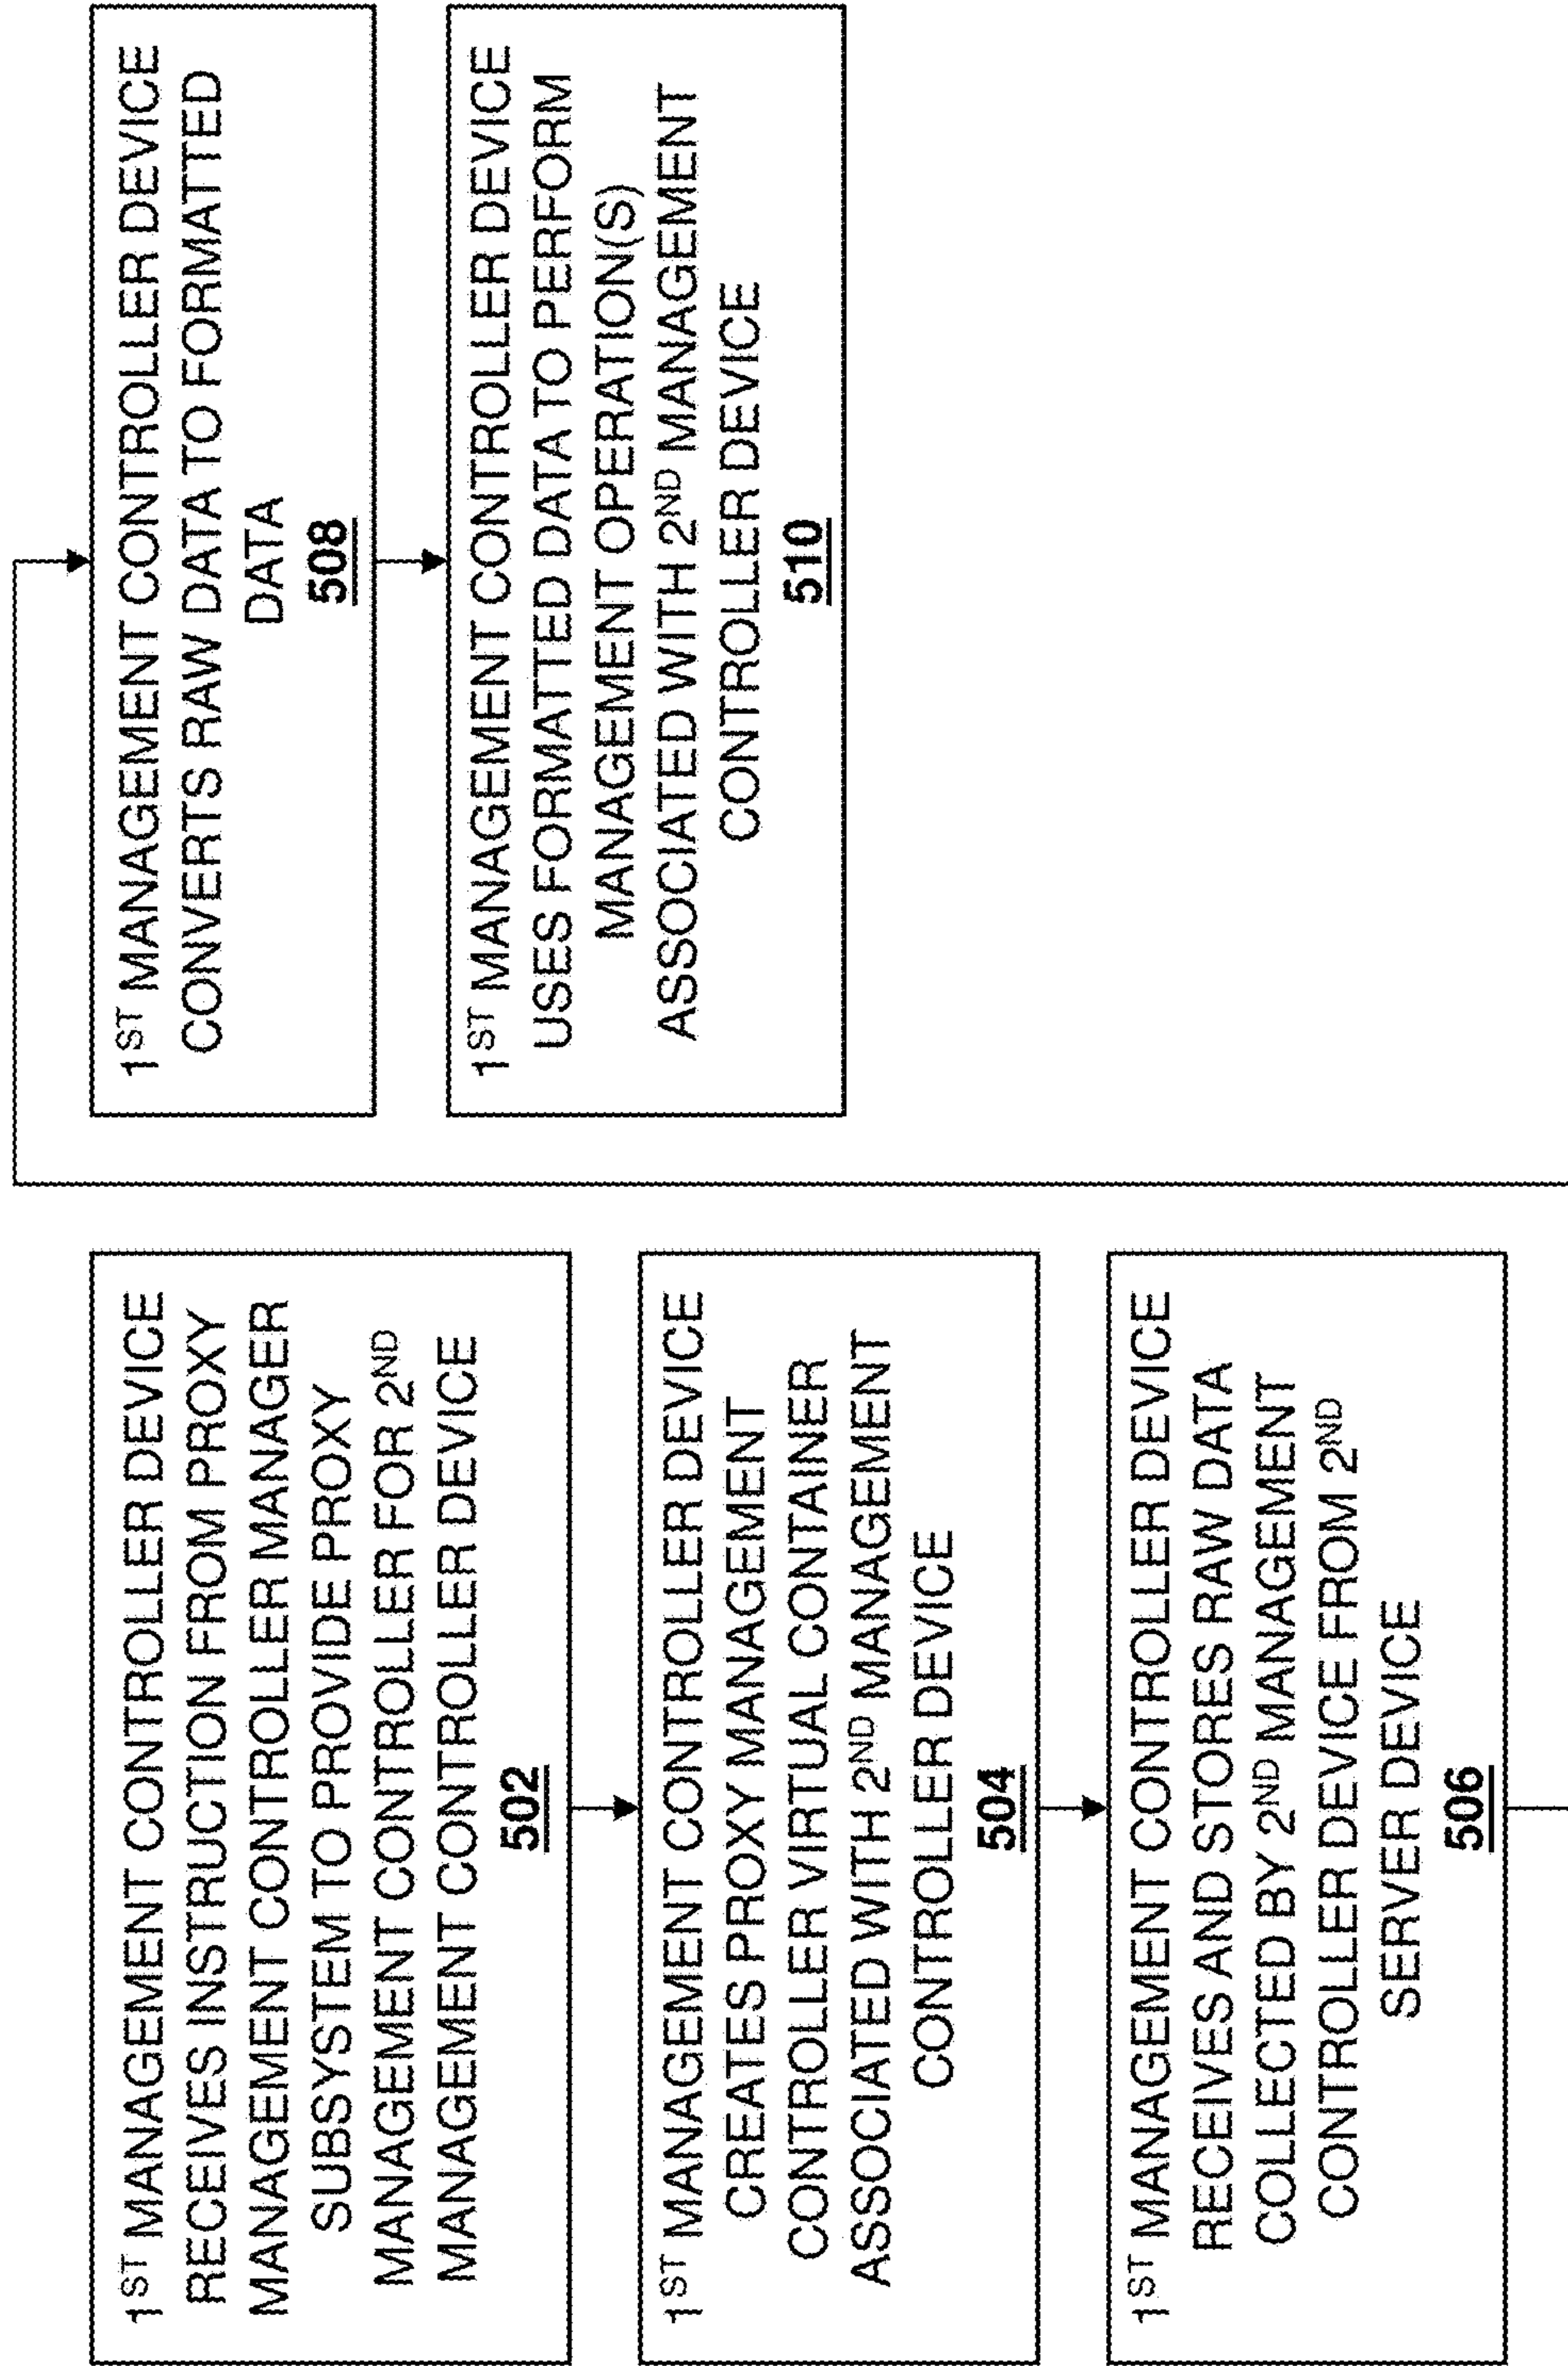 1ST MANAGEMENT CONTROLLER DEVICE
RECEIVES INSTRUCTION FROM PROXY
MANAGEMENT CONTROLLER MANAGER
SUBSYSTEM TO PROVIDE PROXY
MANAGEMENT CONTROLLER FOR 2ND
MANAGEMENT CONTROLLER DEVICE
502
1ST MANAGEMENT CONTROLLER DEVICE
CREATES PROXY MANAGEMENT
CONTROLLER VIRTUAL CONTAINER
ASSOCIATED WITH 2ND MANAGEMENT
CONTROLLER DEVICE
504
1ST MANAGEMENT CONTROLLER DEVICE
RECEIVES AND STORES RAW DATA
COLLECTED BY 2ND MANAGEMENT
CONTROLLER DEVICE FROM 2ND
SERVER DEVICE
506
1ST MANAGEMENT CONTROLLER DEVICE
CONVERTS RAW DATA TO FORMATTED
DATA
508
1ST MANAGEMENT CONTROLLER DEVICE
USES FORMATTED DATA TO PERFORM
MANAGEMENT OPERATION(S)
ASSOCIATED WITH 2ND MANAGEMENT
CONTROLLER DEVICE
510